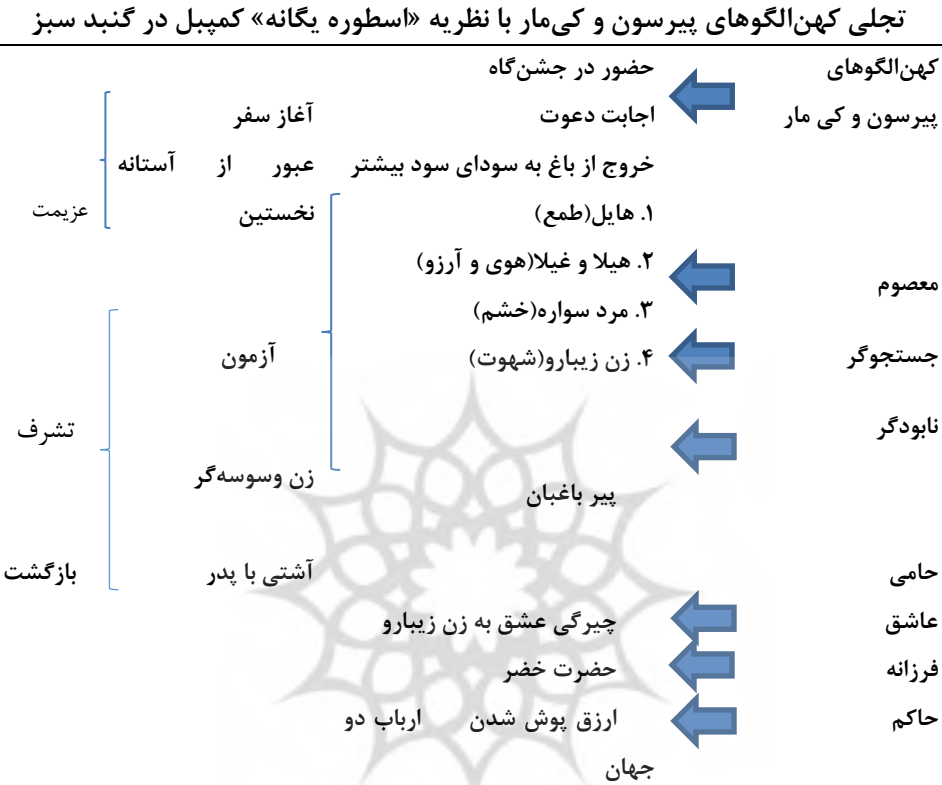 تجلی کهن‌الگوهای پیرسون و کی‌مار با نظریه «اسطوره یگانه» کمپبل در گنبد سبز
کهن‌الگوهای حضور در جشن‌گاه
پیرسون و کی مار اجابت دعوت آغاز سفر
خروج از باغ به سودای سود بیشتر عبور از آستانه
۱. هایل(طمع) نخستین عزیمت
۲. هیلا و غیلا(هوی و آرزو)
معصوم
۳. مرد سواره(خشم)
جستجوگر ۴. زن زیبارو(شهوت) آزمون
نابودگر تشرف
زن وسوسه‌گر
پیر باغبان
حامی آشتی با پدر بازگشت
عاشق چیرگی عشق به زن زیبارو
فرزانه حضرت خضر
حاکم ارزق پوش شدن ارباب دو
جهان